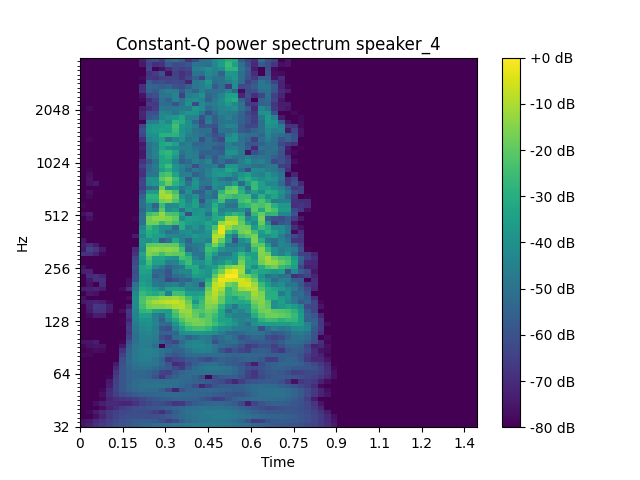 Constant-Q power spectrum speaker_4
Hz
2048
1024
512
256
128
64
32
0 0.15 0.3 0.45 0.6 0.75 0.9 1.1 1.2 1.4
Time
+0 dB
-10 dB
-20 dB
-30 dB
-40 dB
-50 dB
-60 dB
-70 dB
-80 dB